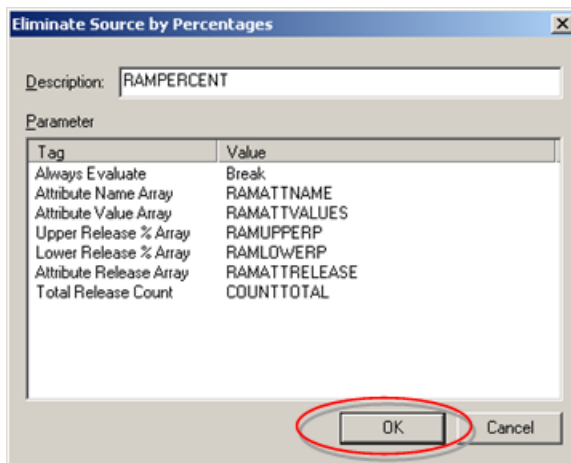 Eliminate Source by Percentages
Description: RAMPERCENT
Parameter
Tag Value
Always Evaluate Break
Attribute Name Array RAMATTNAME
Attribute Value Array RAMATTVALUES
Upper Release % Array RAMUPPERP
Lower Release % Array RAMLOWERP
Attribute Release Array RAMATTRELEASE
Total Release Count COUNTTOTAL
OK Cancel